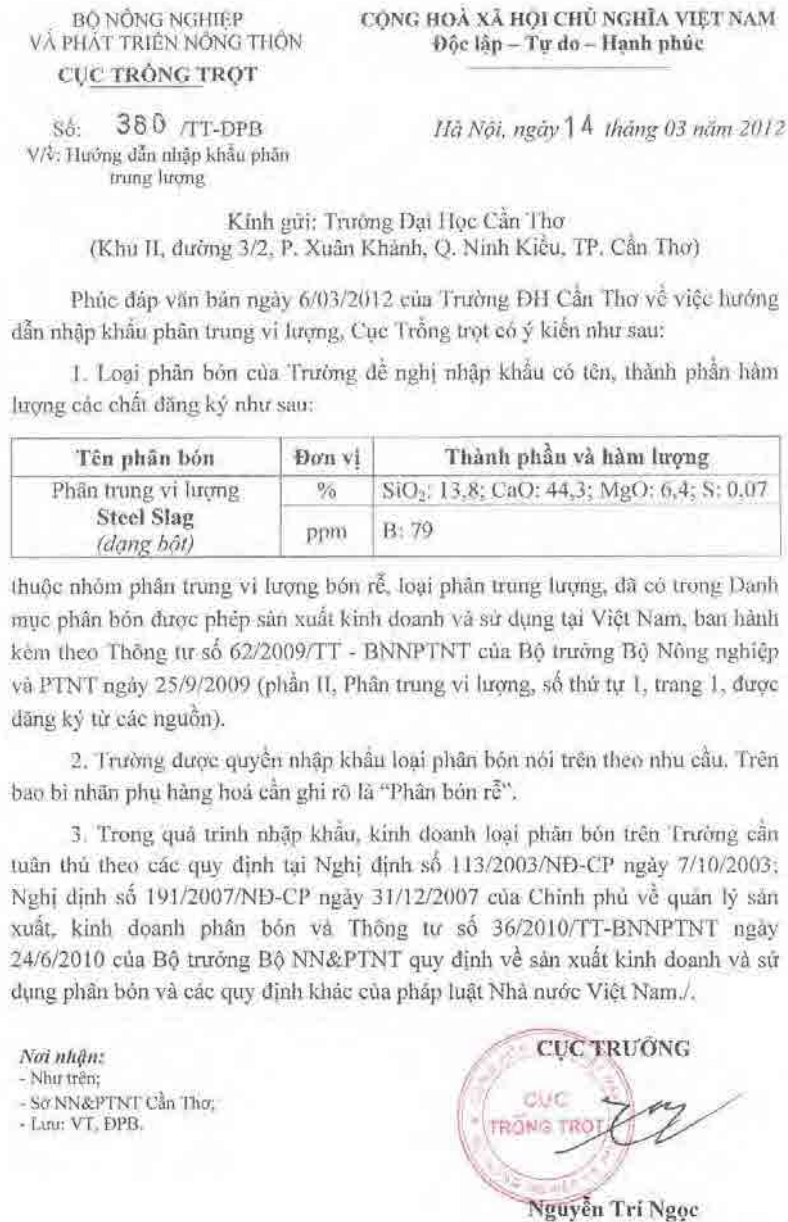 BỘ NÔNG NGHIỆP
VÀ PHÁT TRIỂN NÔNG THÔN
CỤC TRỒNG TRỌT
CỘNG HOÀ XÃ HỘI CHỦ NGHĨA VIỆT NAM
Độc lập – Tự do – Hạnh phúc
Số: 380 /TT-ĐPB
V/v: Hướng dẫn nhập khẩu phân
trung lượng
Hà Nội, ngày 14 tháng 03 năm 2012
Kính gửi: Trường Đại Học Cần Thơ
(Khu II, đường 3/2, P. Xuân Khánh, Q. Ninh Kiều, TP. Cần Thơ)
Phúc đáp văn bản ngày 6/03/2012 của Trường ĐH Cần Thơ về việc hướng
dẫn nhập khẩu phân trung vi lượng, Cục Trồng trọt có ý kiến như sau:
1. Loại phân bón của Trường đề nghị nhập khẩu có tên, thành phần hàm
lượng các chất đăng ký như sau:
Tên phân bón Đơn vị Thành phần và hàm lượng
Phân trung vi lượng % SiO₂: 13,8; CaO: 44,3; MgO: 6,4; S: 0,07
Steel Slag
(dạng bột) ppm B: 79
thuộc nhóm phân trung vi lượng bón rễ, loại phân trung lượng, đã có trong Danh
mục phân bón được phép sản xuất kinh doanh và sử dụng tại Việt Nam, ban hành
kèm theo Thông tư số 62/2009/TT - BNNPTNT của Bộ trưởng Bộ Nông nghiệp
và PTNT ngày 25/9/2009 (phần II, Phân trung vi lượng, số thứ tự 1, trang 1, được
đăng ký từ các nguồn).
2. Trường được quyền nhập khẩu loại phân bón nói trên theo nhu cầu. Trên
bao bì nhãn phụ hàng hoá cần ghi rõ là “Phân bón rễ”.
3. Trong quá trình nhập khẩu, kinh doanh loại phân bón trên Trường cần
tuân thủ theo các quy định tại Nghị định số 113/2003/NĐ-CP ngày 7/10/2003;
Nghị định số 191/2007/NĐ-CP ngày 31/12/2007 của Chính phủ về quản lý sản
xuất, kinh doanh phân bón và Thông tư số 36/2010/TT-BNNPTNT ngày
24/6/2010 của Bộ trưởng Bộ NN&PTNT quy định về sản xuất kinh doanh và sử
dụng phân bón và các quy định khác của pháp luật Nhà nước Việt Nam./.
Nơi nhận:
- Như trên;
- Sở NN&PTNT Cần Thơ;
- Lưu: VT, ĐPB.
CỤC TRƯỞNG
CỤC
TRỒNG TRỌT
Nguyễn Trí Ngọc